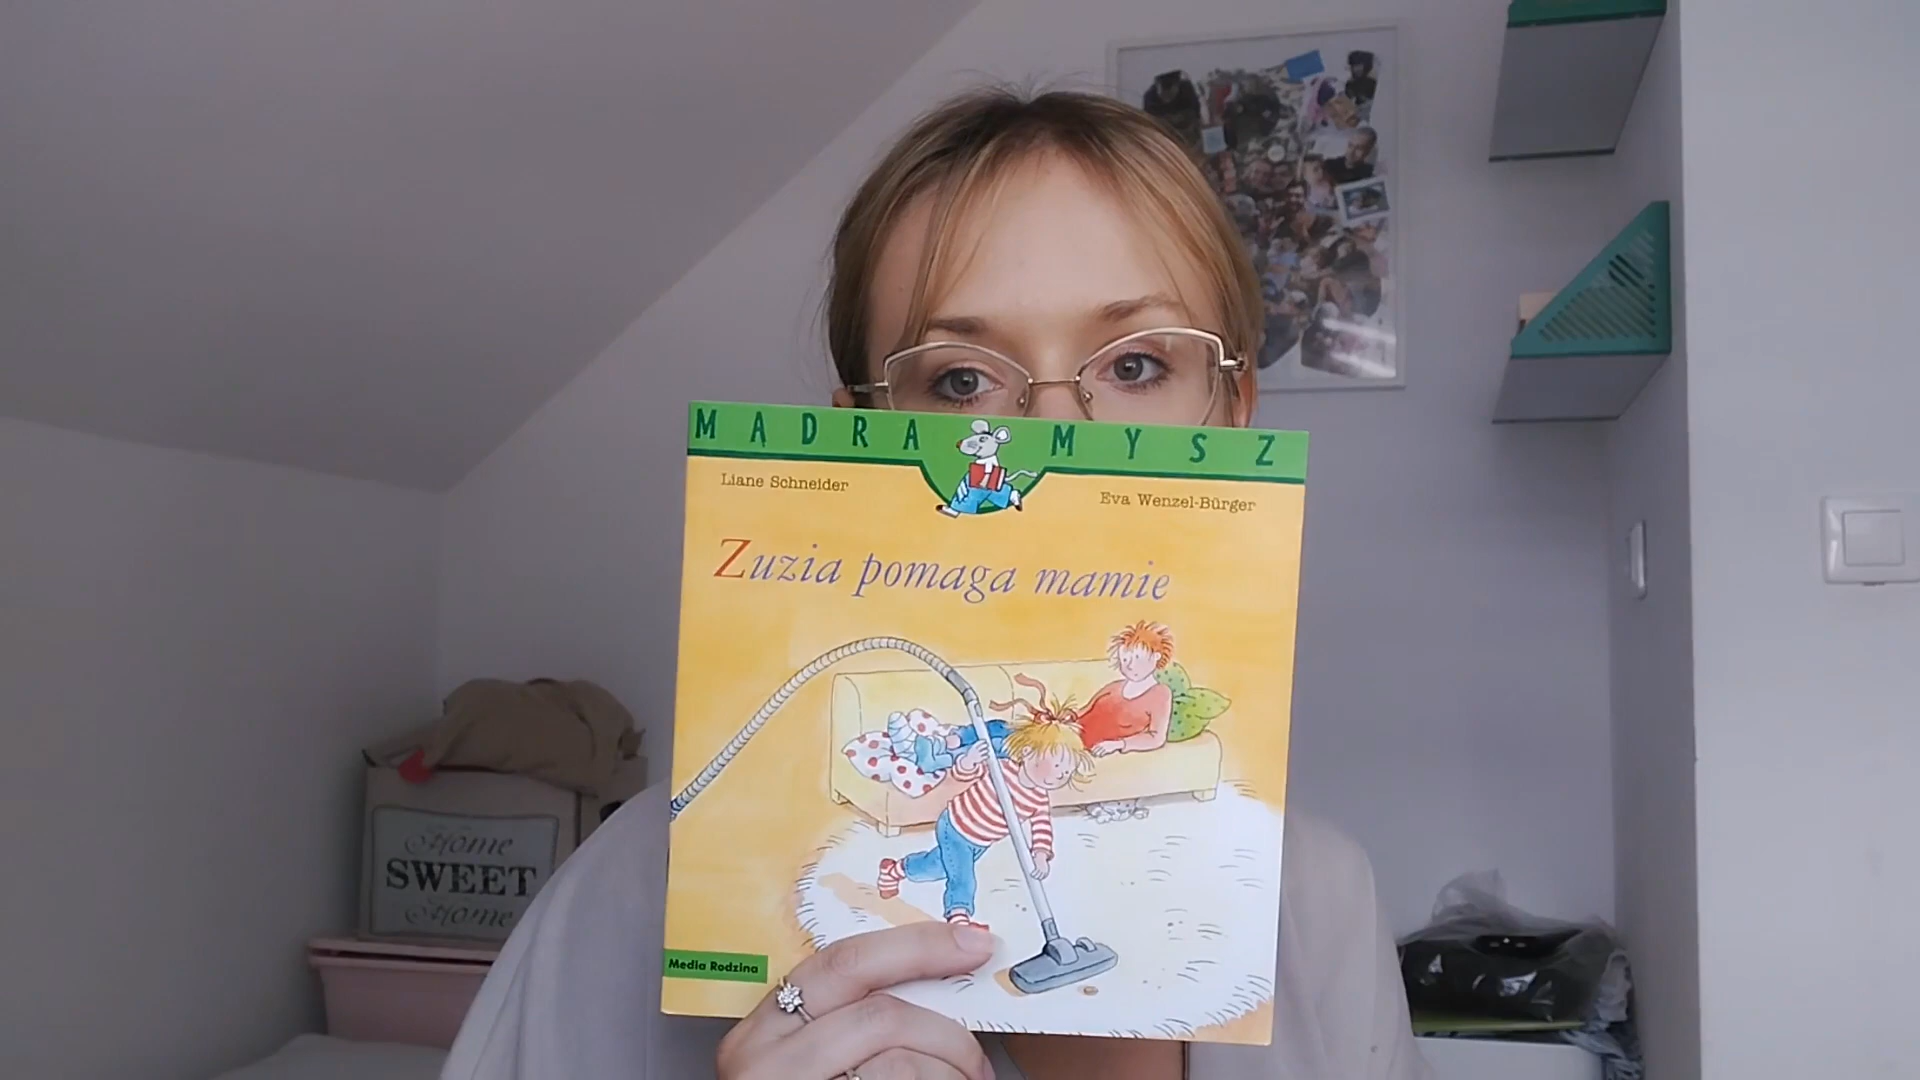 MĄDRA MYSZ
Liane Schneider
Eva Wenzel-Bürger
Zuzia pomaga mamie
Media Rodzina
Home
SWEET
Home